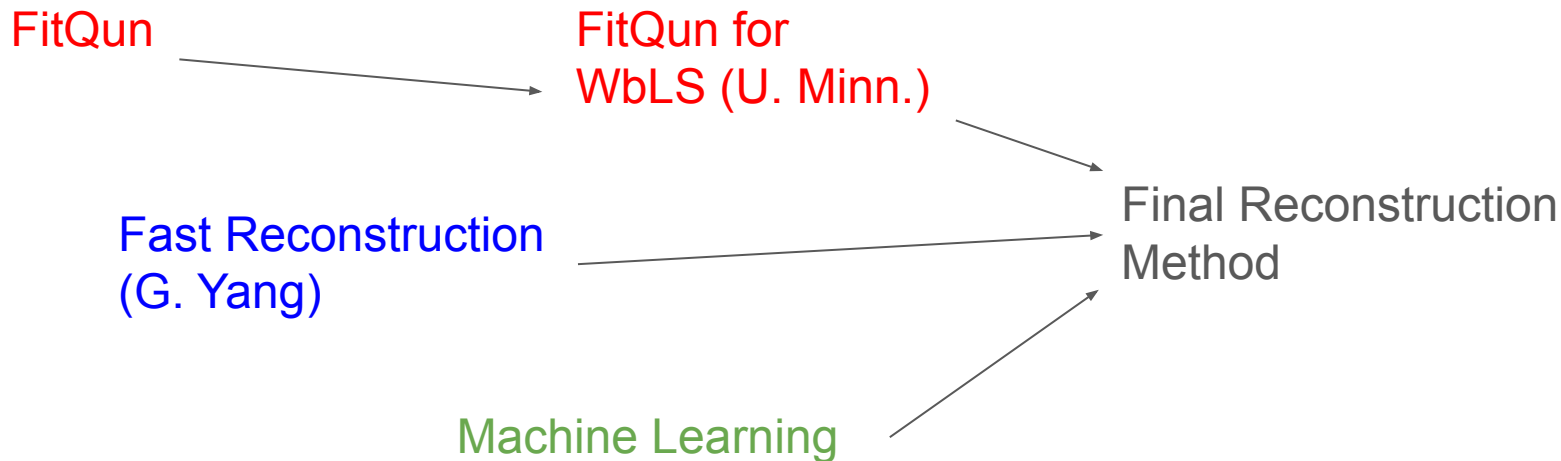 FitQun
FitQun for
WbLS (U. Minn.)
Fast Reconstruction
(G. Yang)
Final Reconstruction
Method
Machine Learning